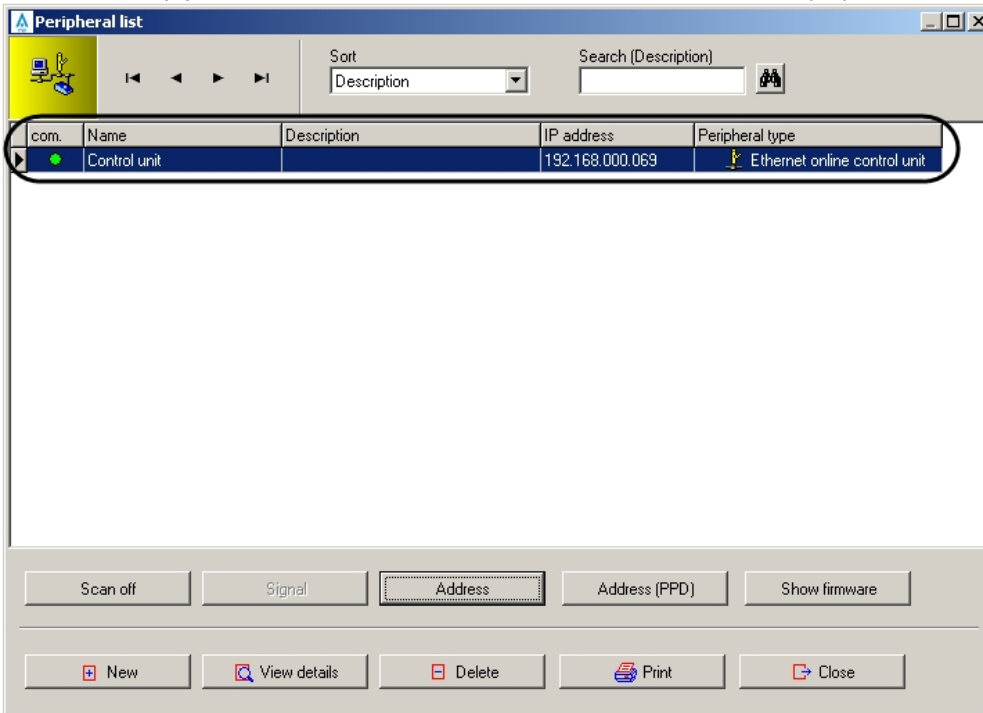 Peripheral list
Sort
Search (Description)
Description
com. Name Description IP address Peripheral type
Control unit 192.168.000.069 Ethernet online control unit
Scan off Signal Address Address (PPD) Show firmware
New View details Delete Print Close